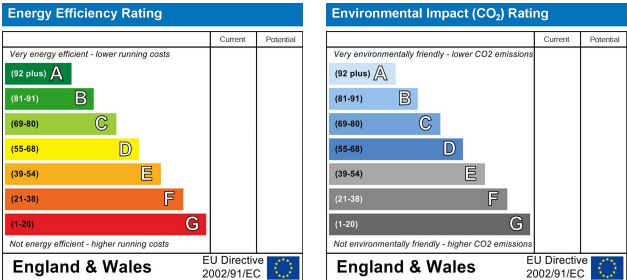 Energy Efficiency Rating
Current Potential
Very energy efficient - lower running costs
(92 plus) A
(81-91) B
(69-80) C
(55-68) D
(39-54) E
(21-38) F
(1-20) G
Not energy efficient - higher running costs
England & Wales
EU Directive
2002/91/EC
Environmental Impact (CO₂) Rating
Current Potential
Very environmentally friendly - lower CO2 emissions
(92 plus) A
(81-91) B
(69-80) C
(55-68) D
(39-54) E
(21-38) F
(1-20) G
Not environmentally friendly - higher CO2 emissions
England & Wales
EU Directive
2002/91/EC